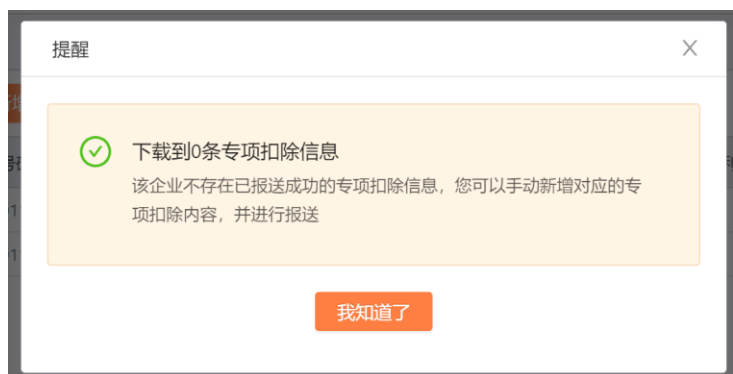 提醒
下载到0条专项扣除信息
该企业不存在已报送成功的专项扣除信息，您可以手动新增对应的专
项扣除内容，并进行报送
我知道了